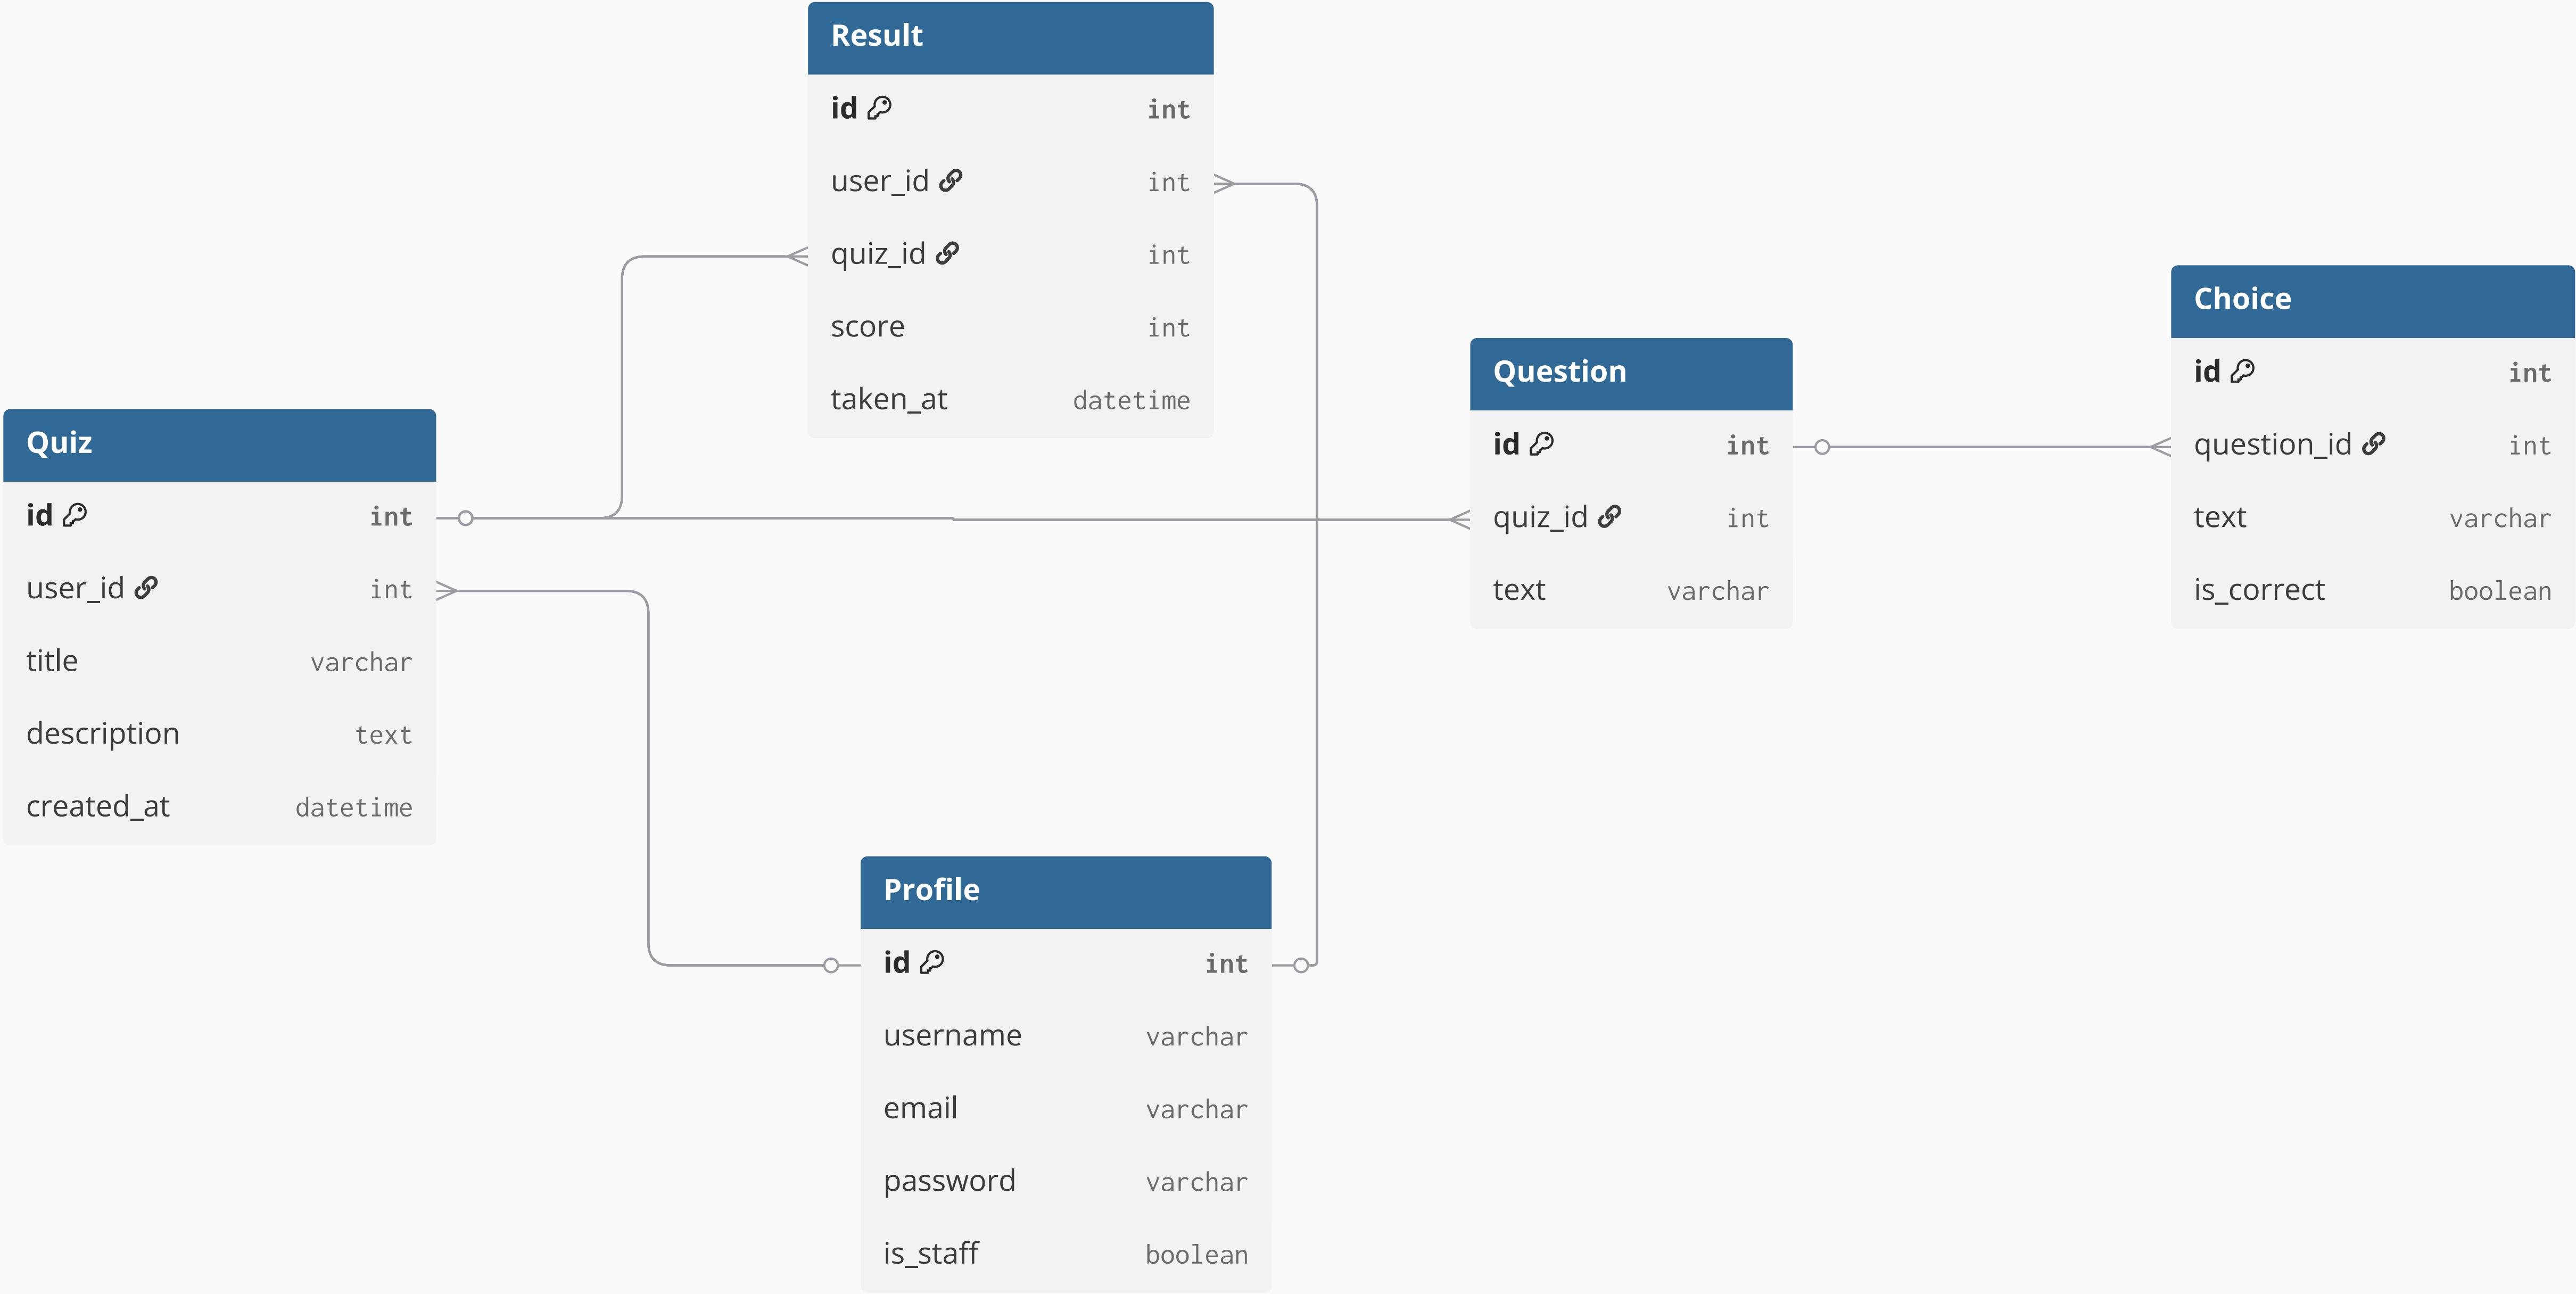 Result
id int
user_id int
quiz_id int
score int
taken_at datetime
Quiz
id int
user_id int
title varchar
description text
created_at datetime
Question
id int
quiz_id int
text varchar
Choice
id int
question_id int
text varchar
is_correct boolean
Profile
id int
username varchar
email varchar
password varchar
is_staff boolean